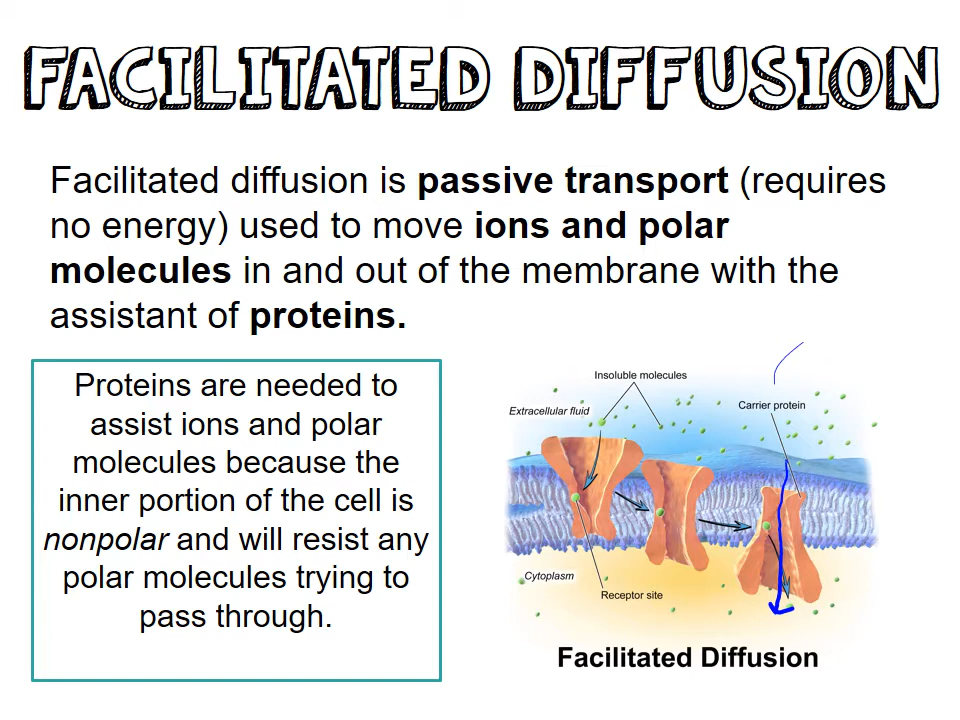 FACILITATED DIFFUSION
Facilitated diffusion is passive transport (requires
no energy) used to move ions and polar
molecules in and out of the membrane with the
assistant of proteins.
Proteins are needed to
assist ions and polar
molecules because the
inner portion of the cell is
nonpolar and will resist any
polar molecules trying to
pass through.
Insoluble molecules
Extracellular fluid
Carrier protein
Cytoplasm
Receptor site
Facilitated Diffusion